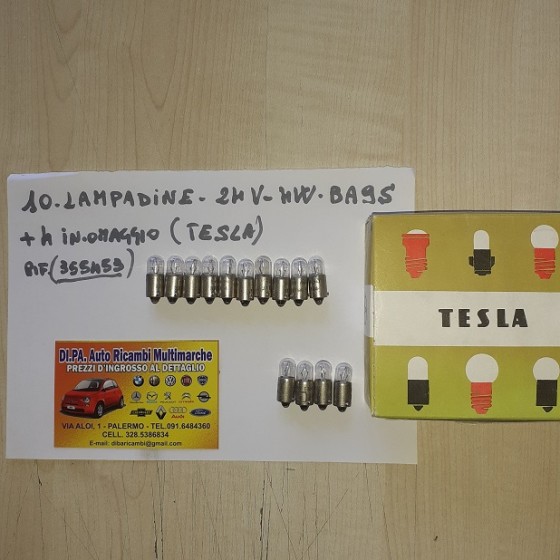 10-LAMPADINE-24V-4W-BA9S
+4 IN.OMAGGIO (TESLA)
RIF. (355453)
TESLA
DI.PA. Auto Ricambi Multimarche
PREZZI D'INGROSSO AL DETTAGLIO
Audi
VIA ALOI, 1 - PALERMO - TEL.091.6484360
CELL. 328.5386834
E-mail: dibaricambi@gmail.com